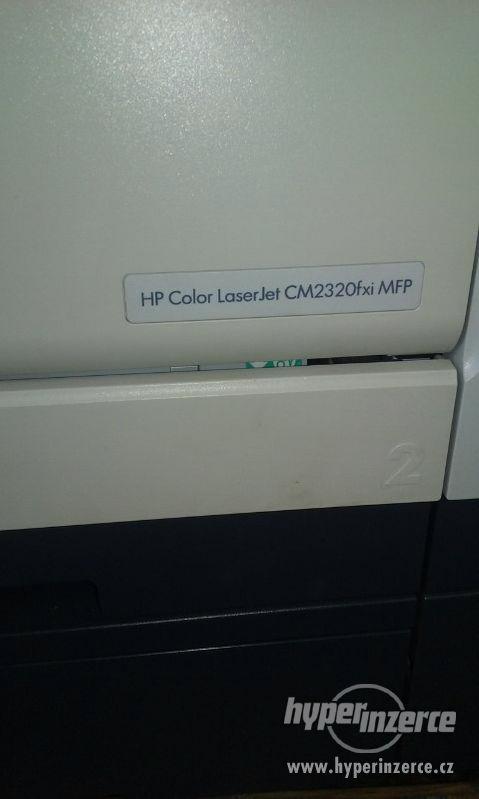 HP Color LaserJet CM2320fxi MFP
2
hyperinzerce
www.hyperinzerce.cz